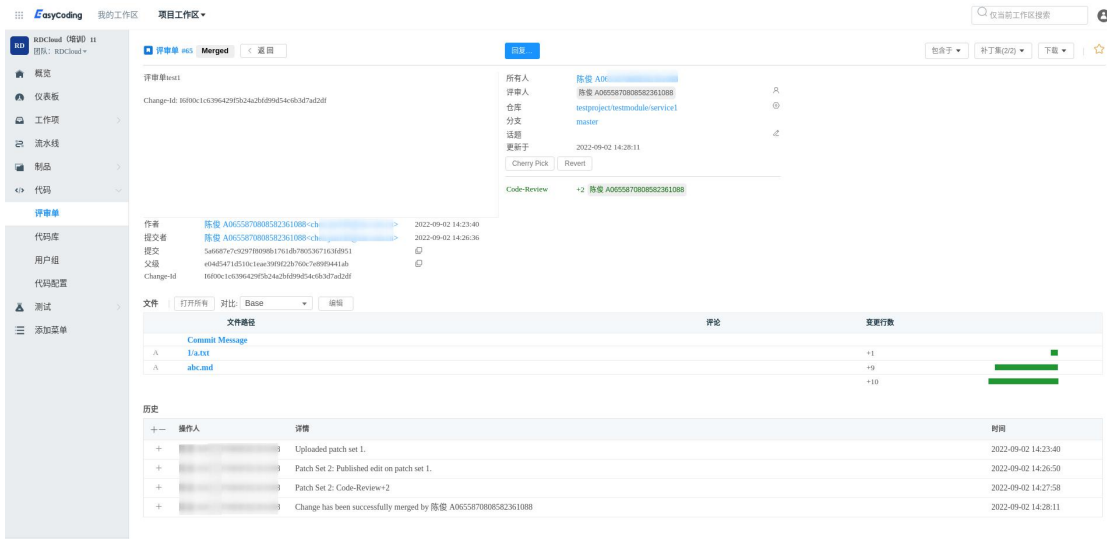 EasyCoding 我的工作区 项目工作区 仅当前工作区搜索
RD RDCloud（培训）11
团队：RDCloud
概览
仪表板
工作项
流水线
制品
代码
评审单
代码库
用户组
代码配置
测试
添加菜单
评审单 #65 Merged < 返回 回复... 包含于 补丁集(2/2) 下载
评审单test1
Change-Id: I6f00c1c6396429f5b24a2bfd99d54c6b3d7ad2df
所有人 陈俊
评审人 陈俊 A0655870808582361088
仓库 testproject/testmodule/service1
分支 master
话题
更新于 2022-09-02 14:28:11
Cherry Pick Revert
Code-Review +2 陈俊 A0655870808582361088
作者 陈俊 A0655870808582361088<ch > 2022-09-02 14:23:40
提交者 陈俊 A0655870808582361088<ch > 2022-09-02 14:26:36
提交 5a6687e7c9297f8098b1761db7805367163fd951
父级 e04d5471d510c1eae39f9f22b760c7e89f9441ab
Change-Id I6f00c1c6396429f5b24a2bfd99d54c6b3d7ad2df
文件 打开所有 对比: Base 编辑
文件路径 评论 变更行数
Commit Message
A 1/a.txt +1
A abc.md +9
+10
历史
+− 操作人 详情 时间
+ Uploaded patch set 1. 2022-09-02 14:23:40
+ Patch Set 2: Published edit on patch set 1. 2022-09-02 14:26:50
+ Patch Set 2: Code-Review+2 2022-09-02 14:27:58
+ Change has been successfully merged by 陈俊 A0655870808582361088 2022-09-02 14:28:11